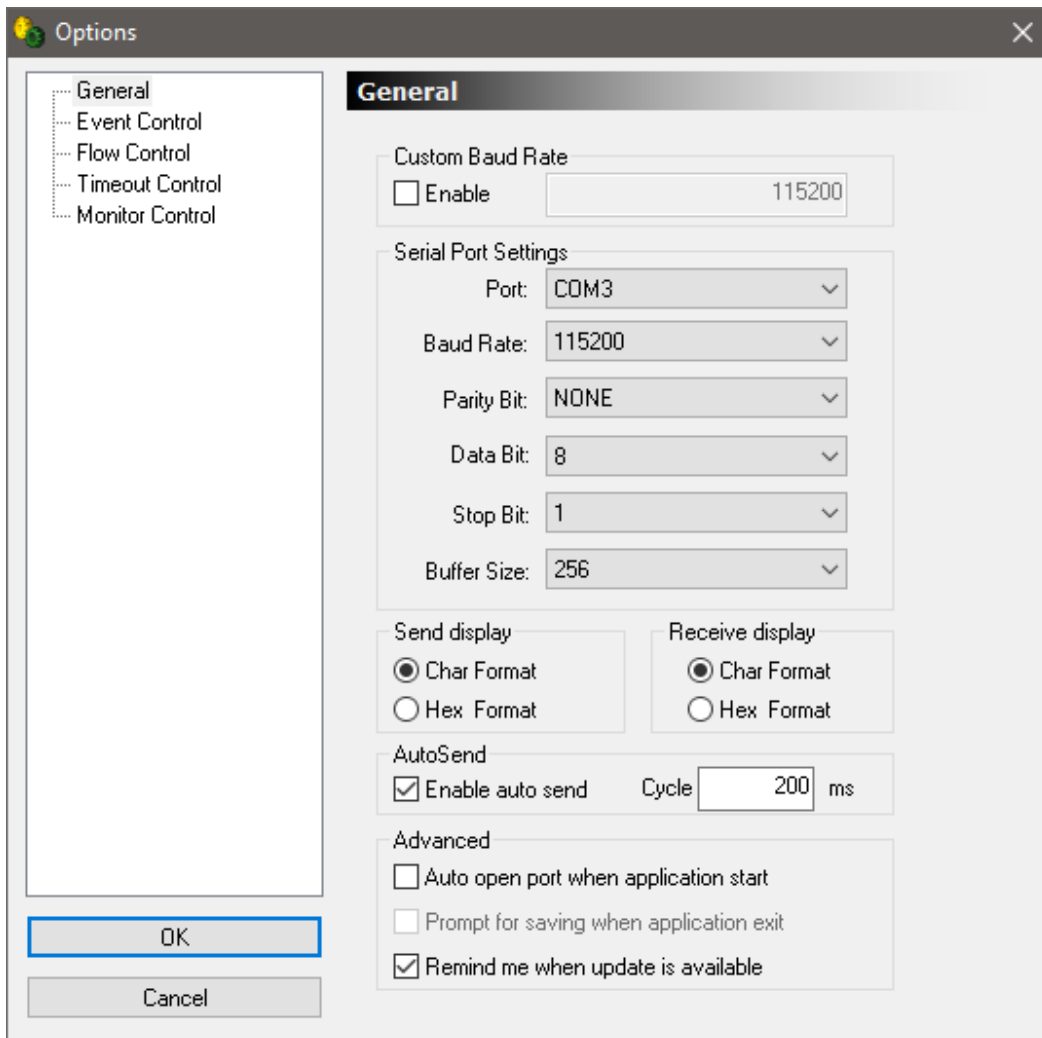 Options
General
Event Control
Flow Control
Timeout Control
Monitor Control
OK
Cancel
General
Custom Baud Rate
Enable 115200
Serial Port Settings
Port: COM3
Baud Rate: 115200
Parity Bit: NONE
Data Bit: 8
Stop Bit: 1
Buffer Size: 256
Send display Receive display
Char Format Char Format
Hex Format Hex Format
AutoSend
Enable auto send Cycle 200 ms
Advanced
Auto open port when application start
Prompt for saving when application exit
Remind me when update is available